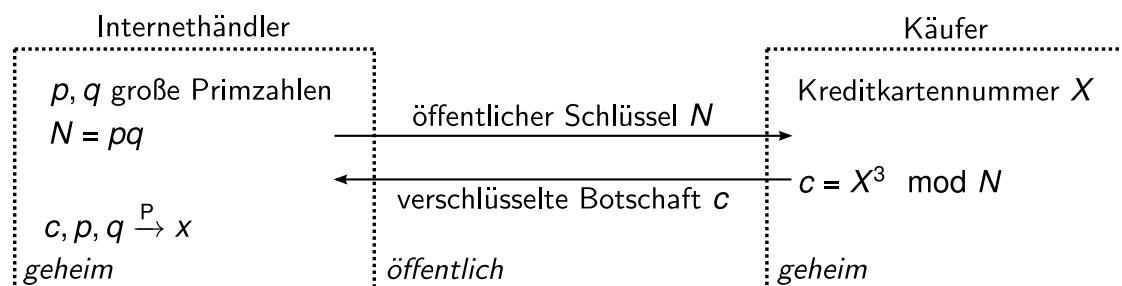 Internethändler
Käufer
p, q große Primzahlen
N = pq
öffentlicher Schlüssel N
Kreditkartennummer X
verschlüsselte Botschaft c
c = X³ mod N
c, p, q P→ x
geheim
öffentlich
geheim